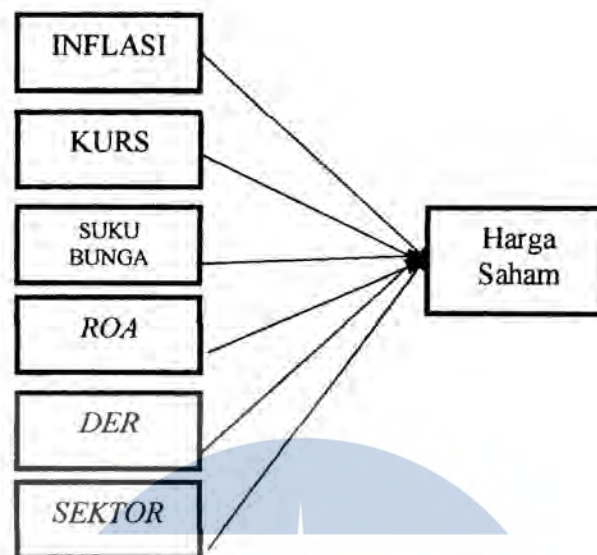 INFLASI
KURS
SUKU
BUNGA
ROA
DER
SEKTOR
Harga
Saham